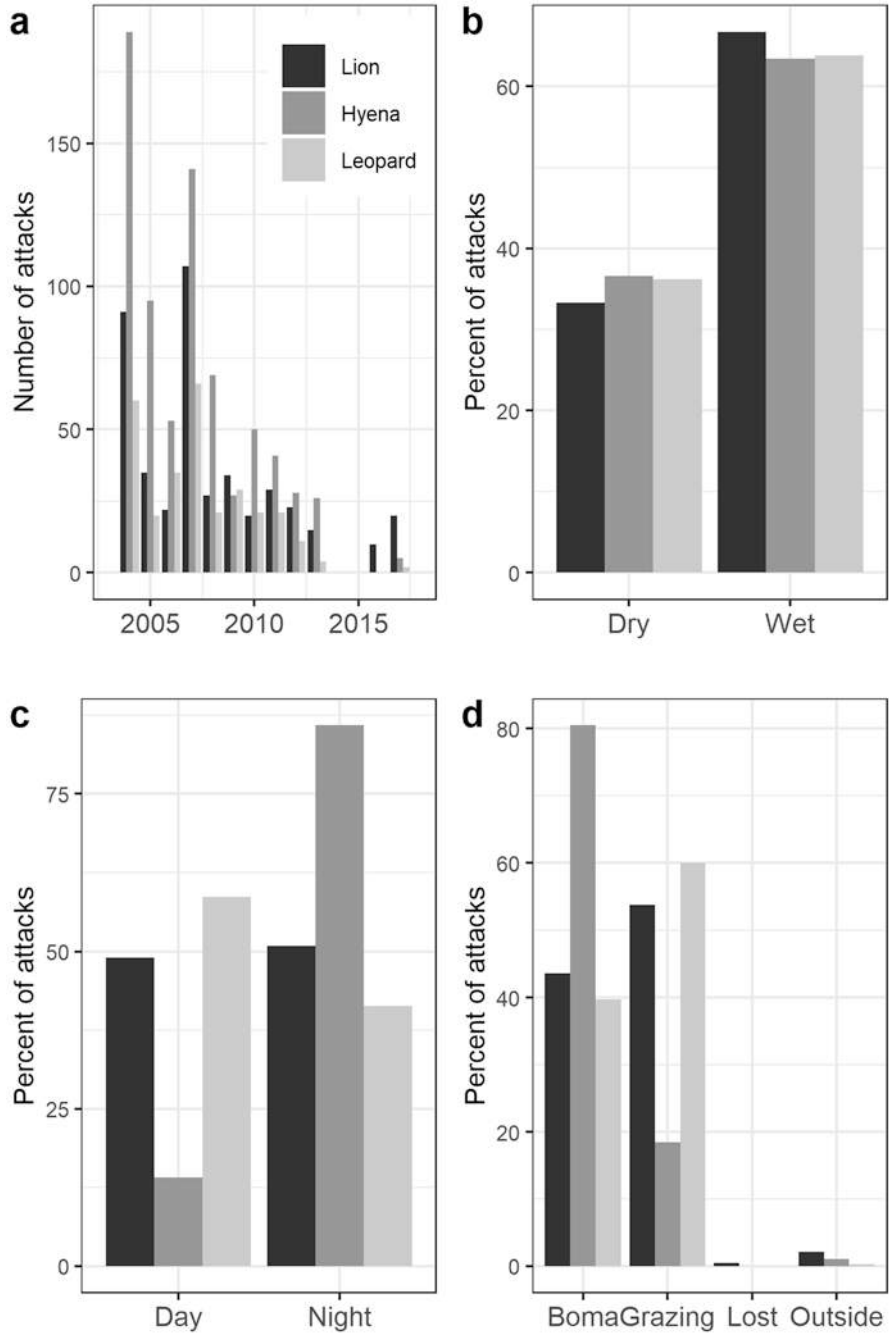 a
Lion
Hyena
Leopard
Number of attacks
150
100
50
0
2005 2010 2015
b
Percent of attacks
60
40
20
0
Dry Wet
c
Percent of attacks
75
50
25
0
Day Night
d
Percent of attacks
80
60
40
20
0
Boma Grazing Lost Outside